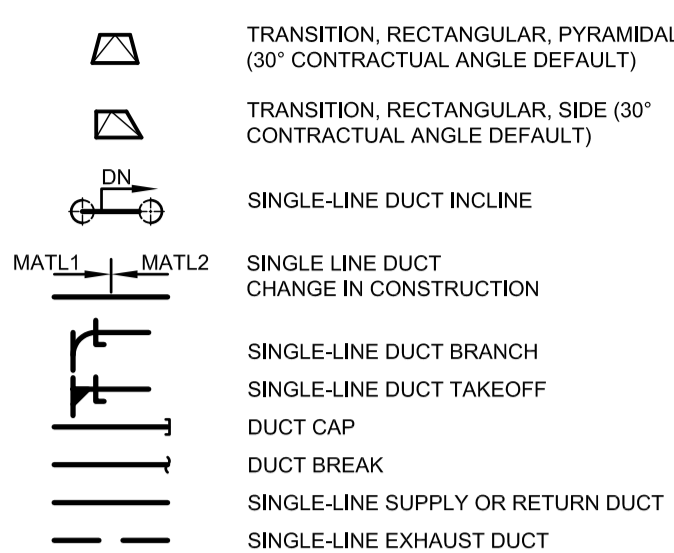 TRANSITION, RECTANGULAR, PYRAMIDAL
(30° CONTRACTUAL ANGLE DEFAULT)
TRANSITION, RECTANGULAR, SIDE (30°
CONTRACTUAL ANGLE DEFAULT)
DN
SINGLE-LINE DUCT INCLINE
MATL1 MATL2
SINGLE LINE DUCT
CHANGE IN CONSTRUCTION
SINGLE-LINE DUCT BRANCH
SINGLE-LINE DUCT TAKEOFF
DUCT CAP
DUCT BREAK
SINGLE-LINE SUPPLY OR RETURN DUCT
SINGLE-LINE EXHAUST DUCT